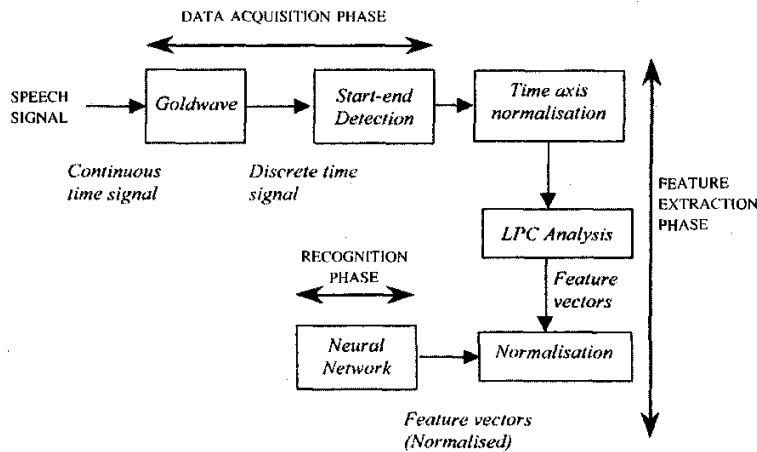 DATA ACQUISITION PHASE
SPEECH
SIGNAL
Goldwave
Start-end
Detection
Time axis
normalisation
Continuous
time signal
Discrete time
signal
FEATURE
EXTRACTION
PHASE
LPC Analysis
RECOGNITION
PHASE
Feature
vectors
Neural
Network
Normalisation
Feature vectors
(Normalised)